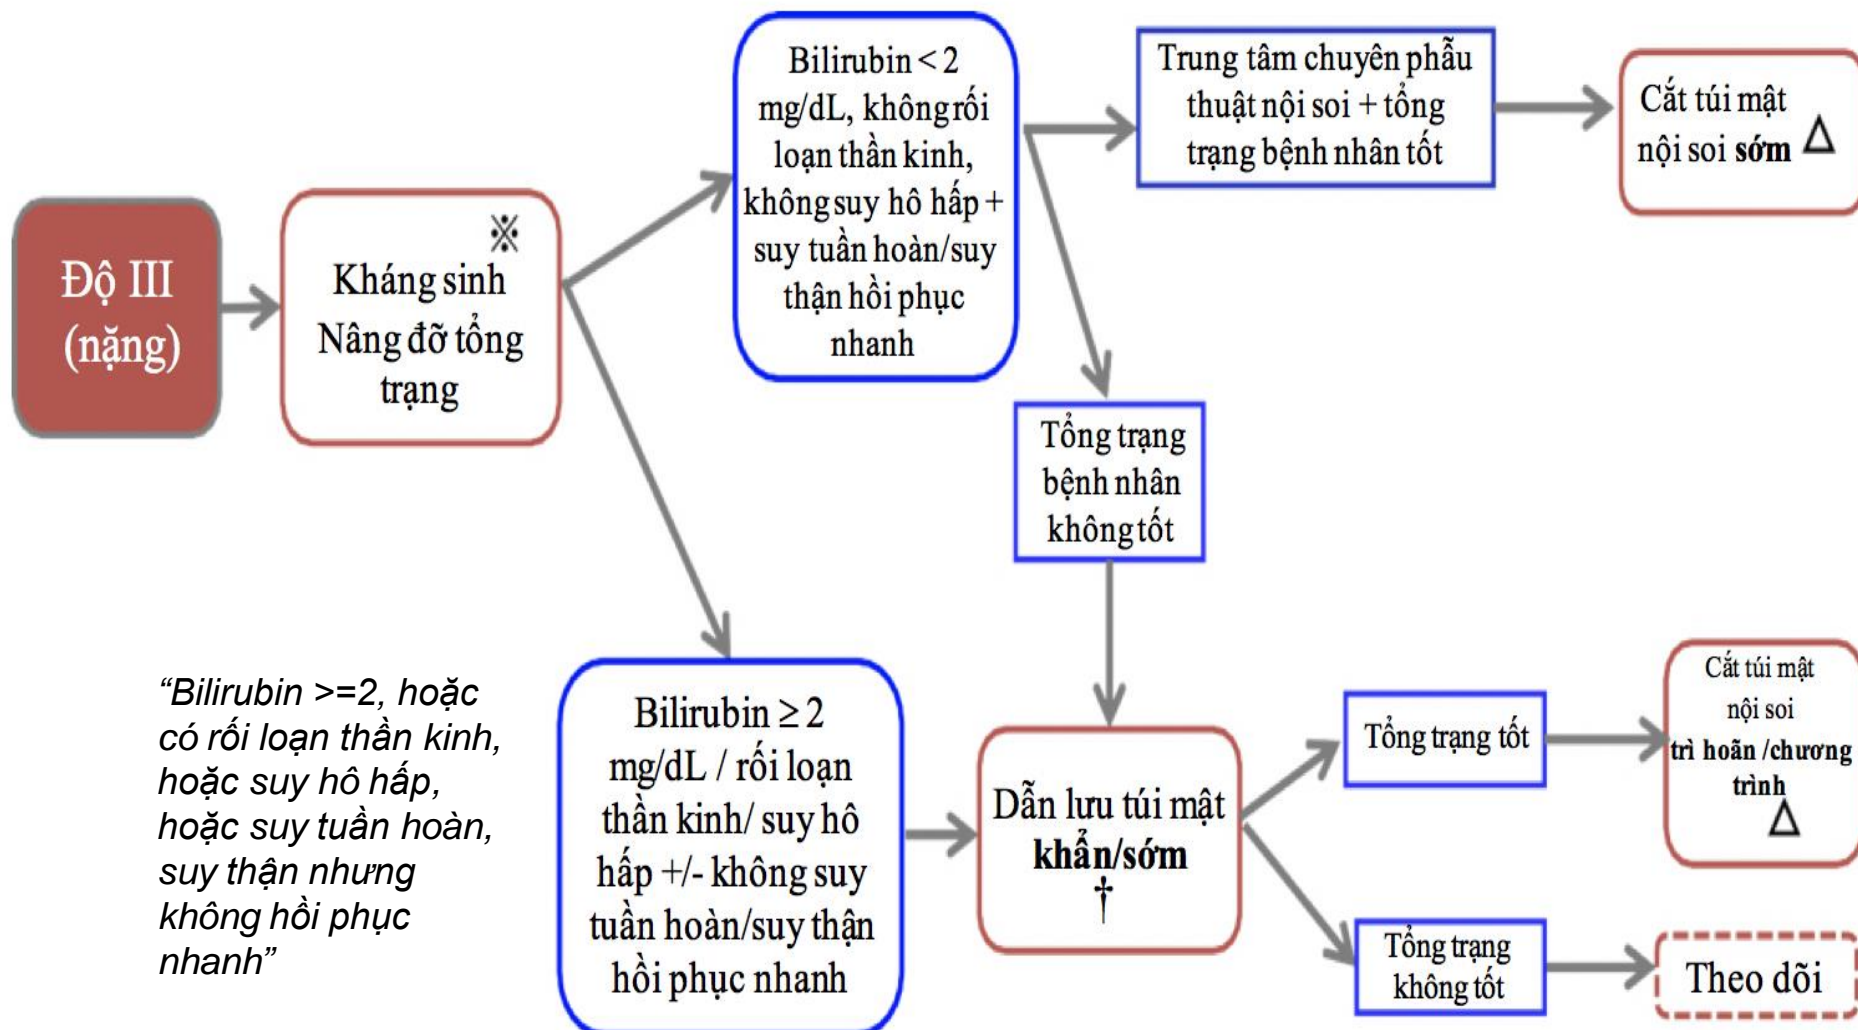 Độ III
(nặng)
※
Kháng sinh
Nâng đỡ tổng
trạng
Bilirubin < 2
mg/dL, không rối
loạn thần kinh,
không suy hô hấp +
suy tuần hoàn/suy
thận hồi phục
nhanh
Trung tâm chuyên phẫu
thuật nội soi + tổng
trạng bệnh nhân tốt
Cắt túi mật
nội soi sớm Δ
Tổng trạng
bệnh nhân
không tốt
“Bilirubin >=2, hoặc
có rối loạn thần kinh,
hoặc suy hô hấp,
hoặc suy tuần hoàn,
suy thận nhưng
không hồi phục
nhanh”
Bilirubin ≥ 2
mg/dL / rối loạn
thần kinh/ suy hô
hấp +/- không suy
tuần hoàn/suy thận
hồi phục nhanh
Dẫn lưu túi mật
khẩn/sớm
†
Tổng trạng tốt
Cắt túi mật
nội soi
trì hoãn /chương
trình
Δ
Tổng trạng
không tốt
Theo dõi